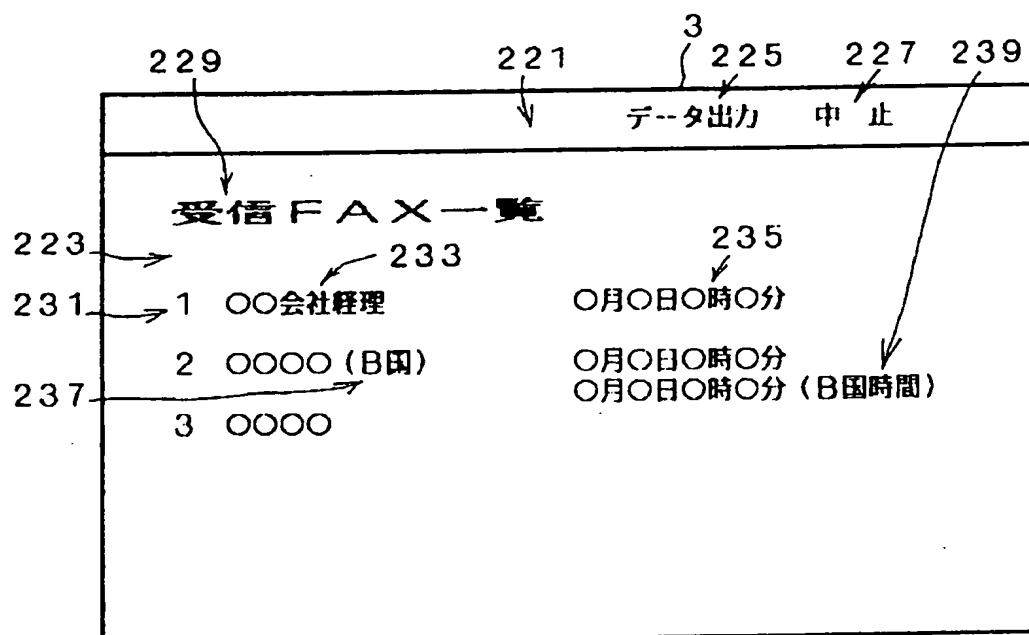 3
229 221 225 227 239
データ出力 中止
受信FAX一覧
223 233 235
231 1 ○○会社経理 ○月○日○時○分
2 ○○○○(B国) ○月○日○時○分
237 ○月○日○時○分(B国時間)
3 ○○○○